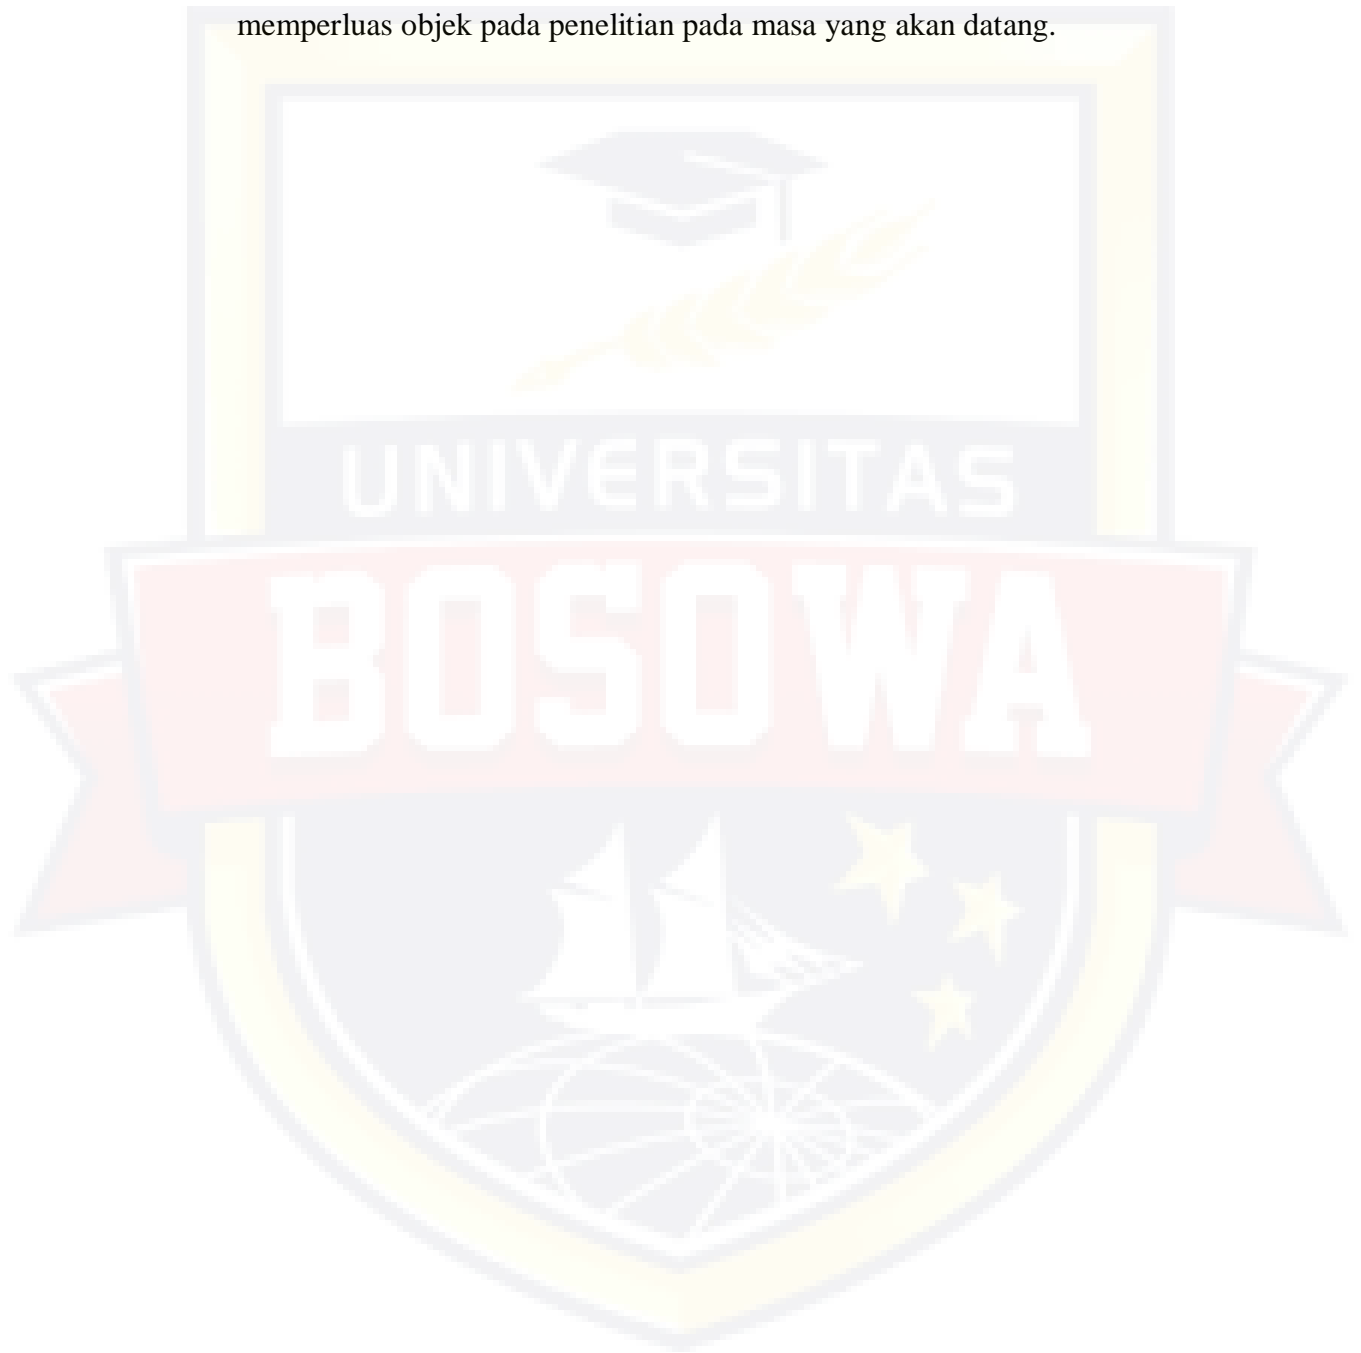 memperluas objek pada penelitian pada masa yang akan datang.
UNIVERSITAS
BOSOWA